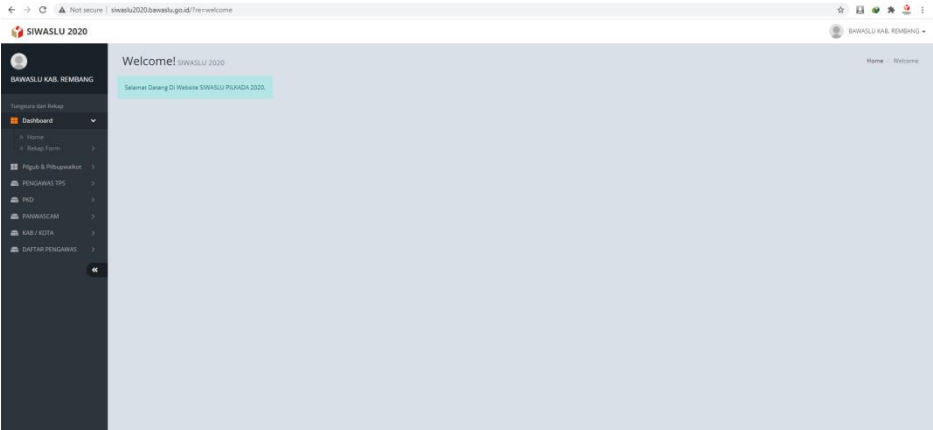 Not secure | siwaslu2020.bawaslu.go.id/?re=welcome
SIWASLU 2020
BAWASLU KAB. REMBANG
BAWASLU KAB. REMBANG
Welcome! SIWASLU 2020
Home
Welcome
Selamat Datang Di Website SIWASLU PILKADA 2020.
Tungsura dan Rekap
Dashboard
Home
Rekap Form
Pilgub & Pilbupwalkot
PENGAWAS TPS
PKD
PANWASCAM
KAB / KOTA
DAFTAR PENGAWAS